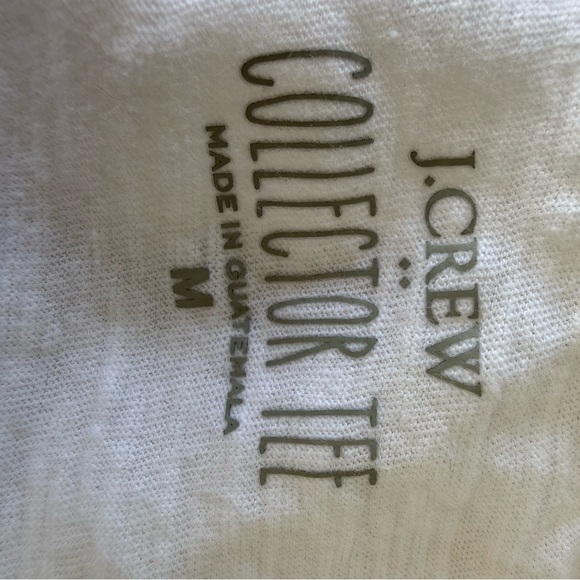 J.CREW
COLLECTOR TEE
MADE IN GUATEMALA
M